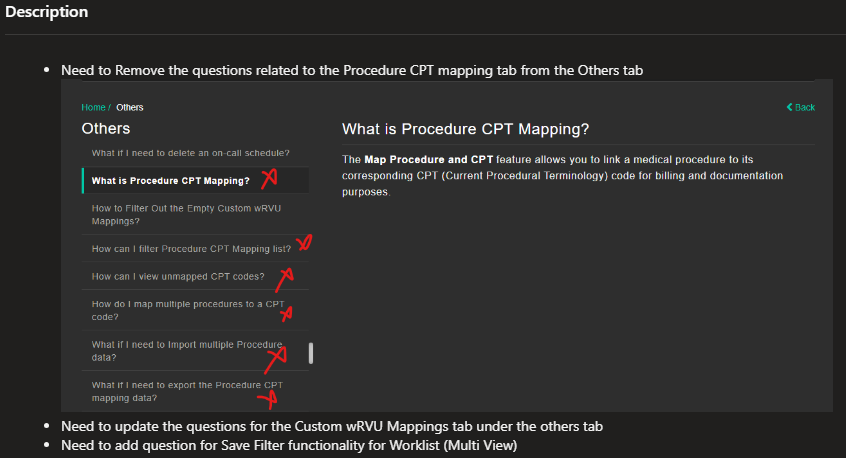 Description
• Need to Remove the questions related to the Procedure CPT mapping tab from the Others tab
Home / Others
Back
Others
What is Procedure CPT Mapping?
What if I need to delete an on-call schedule?
The Map Procedure and CPT feature allows you to link a medical procedure to its
corresponding CPT (Current Procedural Terminology) code for billing and documentation
purposes.
What is Procedure CPT Mapping?
How to Filter Out the Empty Custom wRVU
Mappings?
How can I filter Procedure CPT Mapping list?
How can I view unmapped CPT codes?
How do I map multiple procedures to a CPT
code?
What if I need to Import multiple Procedure
data?
What if I need to export the Procedure CPT
mapping data?
• Need to update the questions for the Custom wRVU Mappings tab under the others tab
• Need to add question for Save Filter functionality for Worklist (Multi View)